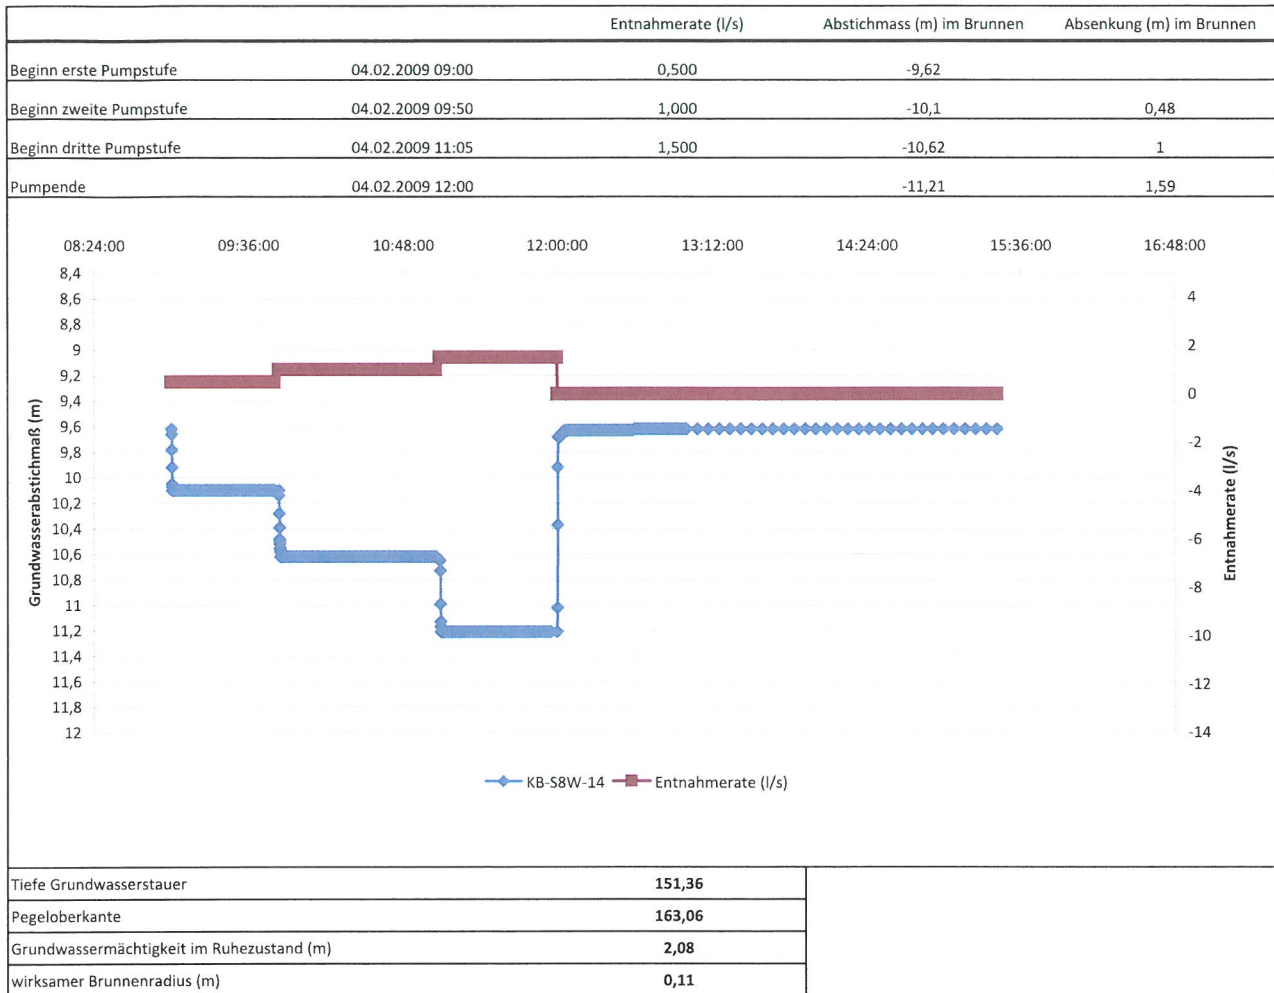 Entnahmerate (l/s) Abstichmass (m) im Brunnen Absenkung (m) im Brunnen
Beginn erste Pumpstufe 04.02.2009 09:00 0,500 -9,62
Beginn zweite Pumpstufe 04.02.2009 09:50 1,000 -10,1 0,48
Beginn dritte Pumpstufe 04.02.2009 11:05 1,500 -10,62 1
Pumpende 04.02.2009 12:00 -11,21 1,59
08:24:00 09:36:00 10:48:00 12:00:00 13:12:00 14:24:00 15:36:00 16:48:00
8,4
8,6
8,8
9
9,2
9,4
9,6
9,8
10
10,2
10,4
10,6
10,8
11
11,2
11,4
11,6
11,8
12
Grundwasserabstichmaß (m)
4
2
0
-2
-4
-6
-8
-10
-12
-14
Entnahmerate (l/s)
KB-S8W-14 Entnahmerate (l/s)
Tiefe Grundwasserstauer 151,36
Pegeloberkante 163,06
Grundwassermächtigkeit im Ruhezustand (m) 2,08
wirksamer Brunnenradius (m) 0,11